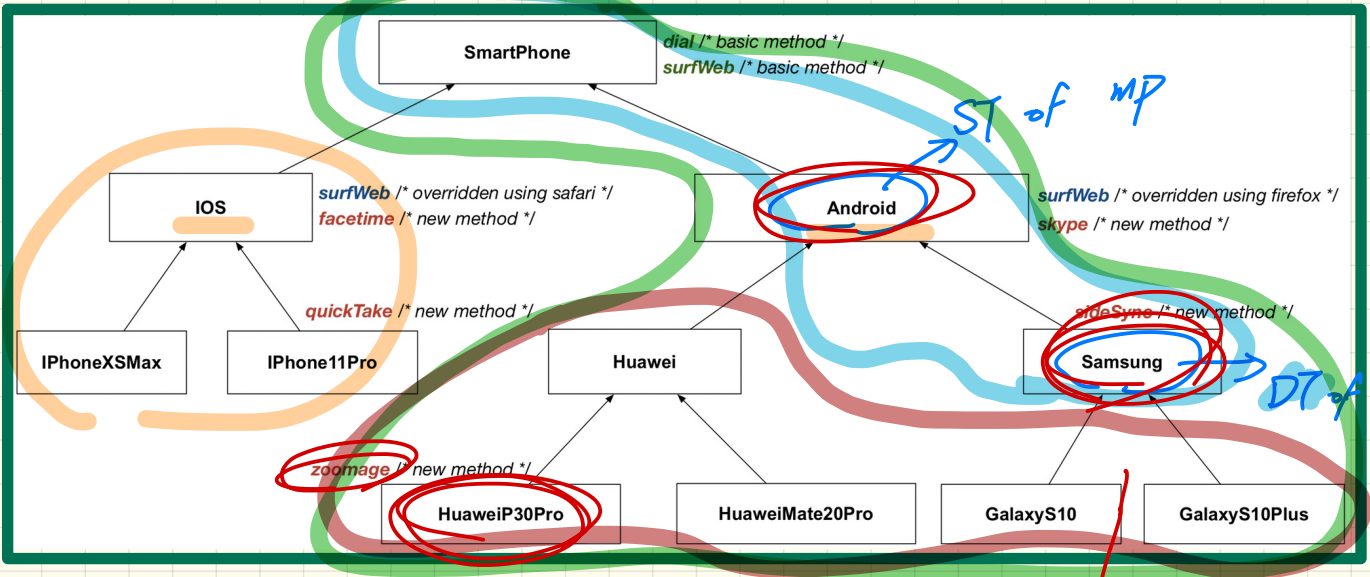 SmartPhone
dial /* basic method */
surfWeb /* basic method */
ST of MP
IOS
surfWeb /* overridden using safari */
facetime /* new method */
Android
surfWeb /* overridden using firefox */
skype /* new method */
quickTake /* new method */
sideSync /* new method */
IPhoneXSMax
IPhone11Pro
Huawei
Samsung
DT of
zoomage /* new method */
HuaweiP30Pro
HuaweiMate20Pro
GalaxyS10
GalaxyS10Plus